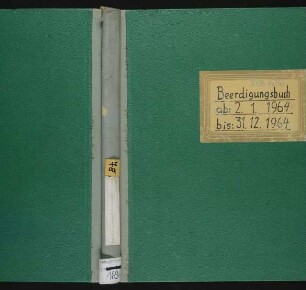 Beerdigungsbuch
ab: 2. 1. 1964
bis: 31. 12. 1964